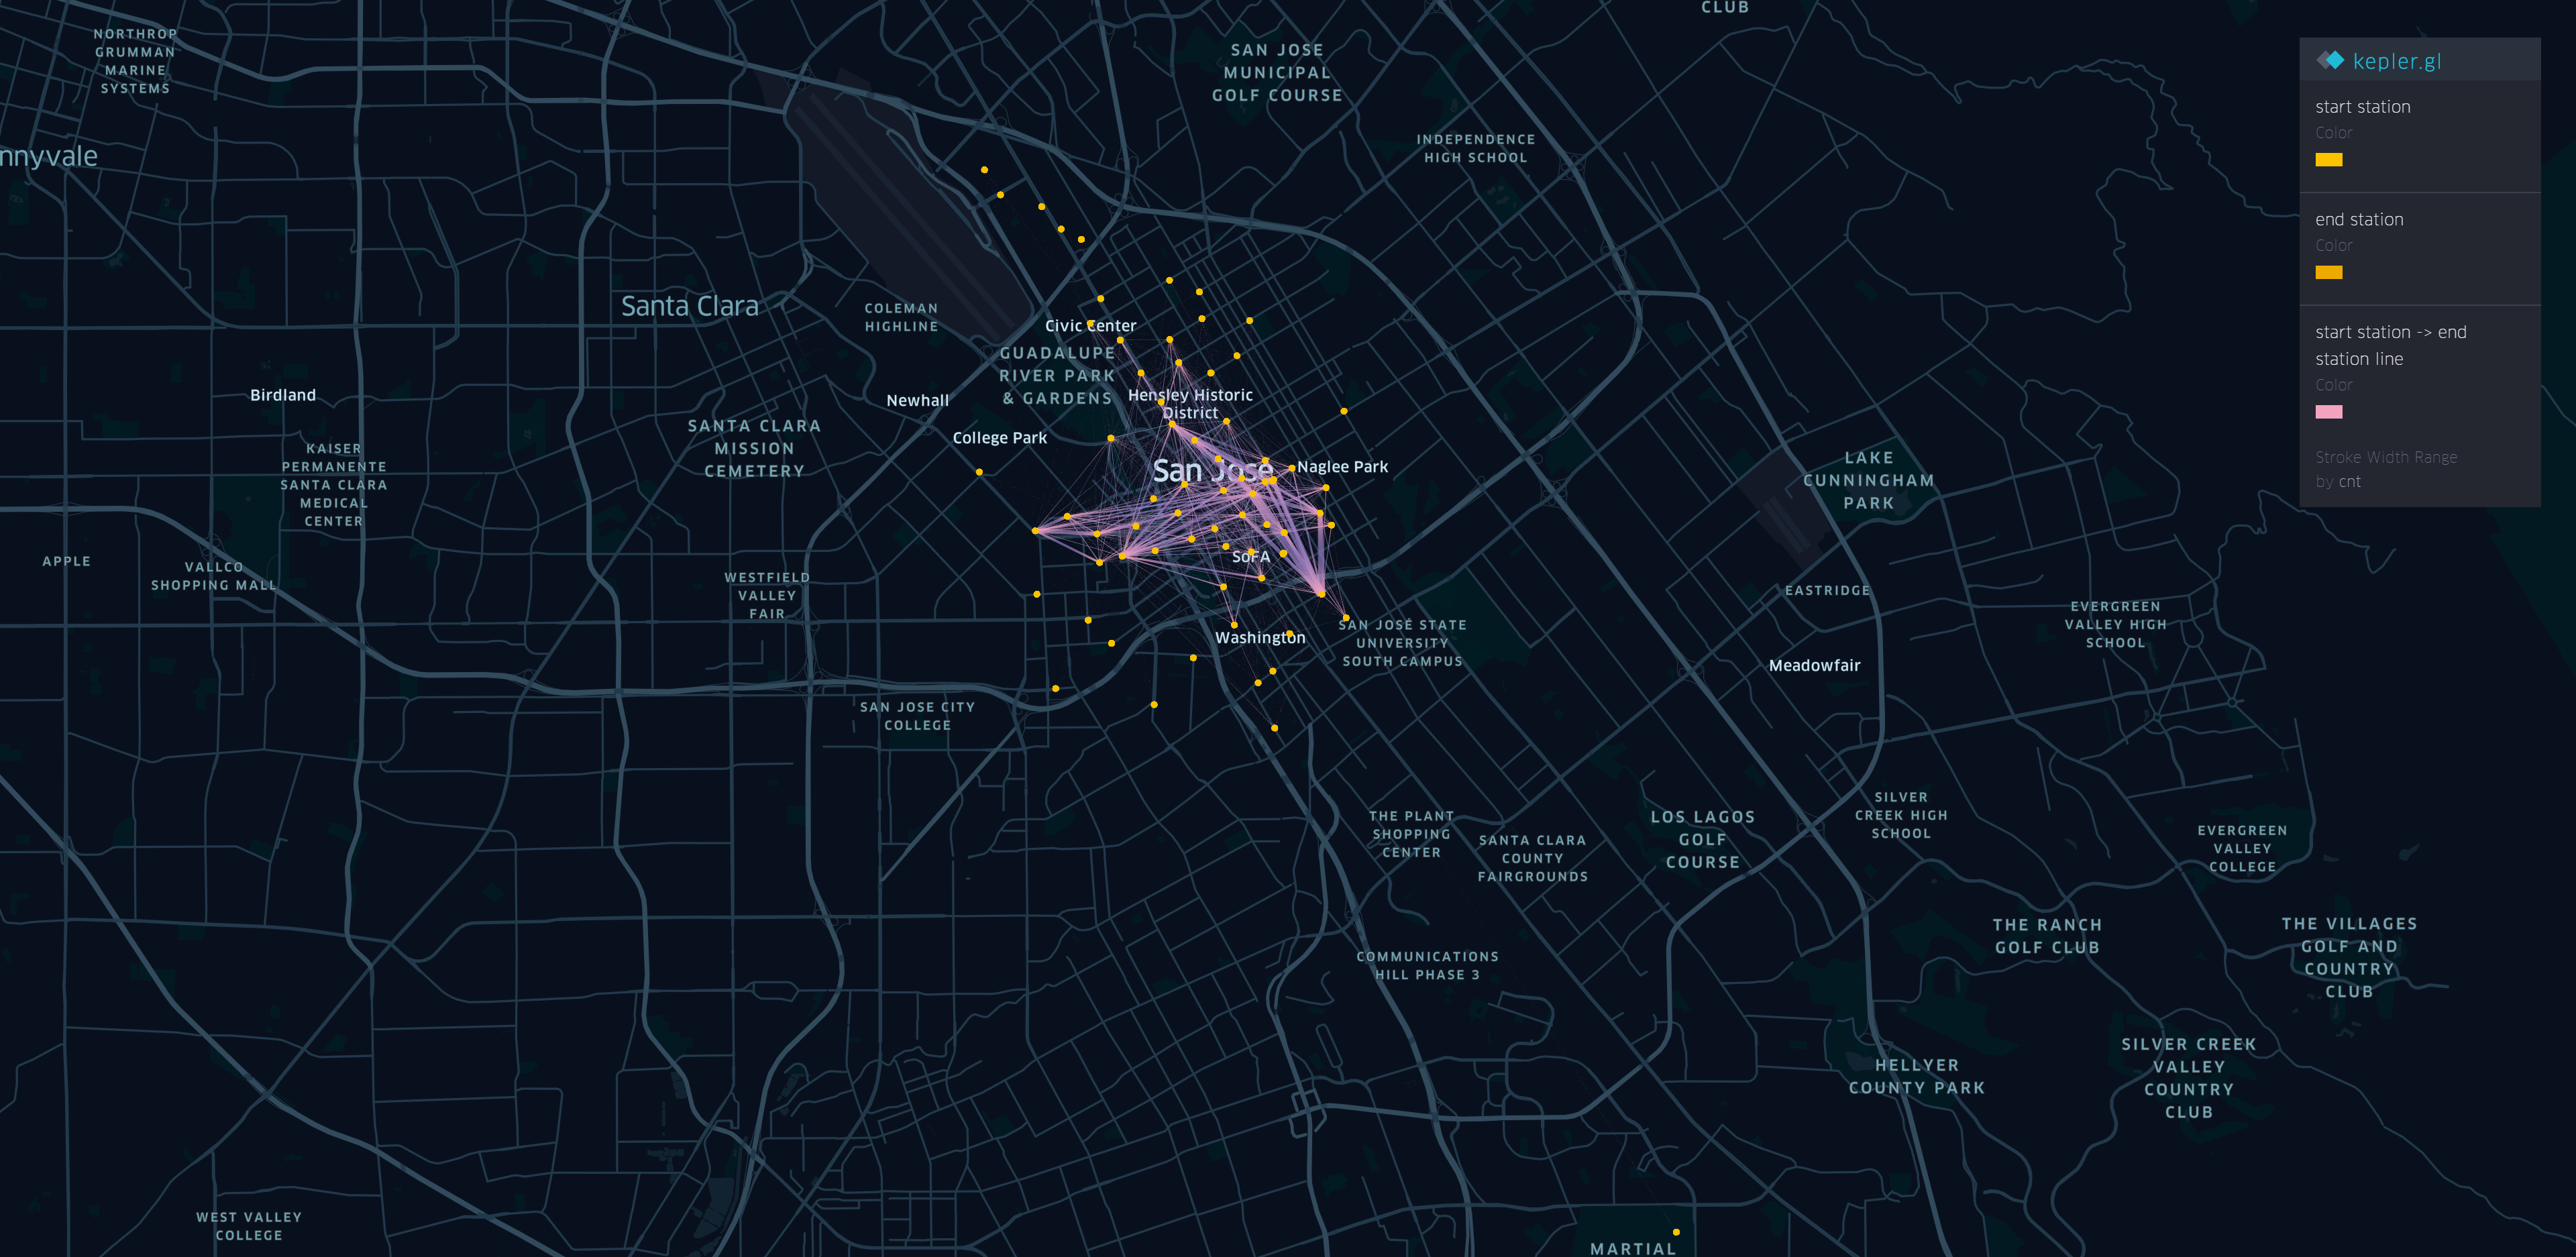 NORTHROP
GRUMMAN
MARINE
SYSTEMS
CLUB
SAN JOSE
MUNICIPAL
GOLF COURSE
INDEPENDENCE
HIGH SCHOOL
nnyvale
Santa Clara
COLEMAN
HIGHLINE
Civic Center
GUADALUPE
RIVER PARK
& GARDENS
Birdland
Newhall
Hensley Historic
District
College Park
SANTA CLARA
MISSION
CEMETERY
KAISER
PERMANENTE
SANTA CLARA
MEDICAL
CENTER
San Jose
Naglee Park
LAKE
CUNNINGHAM
PARK
APPLE
VALLCO
SHOPPING MALL
WESTFIELD
VALLEY
FAIR
SoFA
EASTRIDGE
EVERGREEN
VALLEY HIGH
SCHOOL
Washington
SAN JOSÉ STATE
UNIVERSITY
SOUTH CAMPUS
Meadowfair
SAN JOSE CITY
COLLEGE
THE PLANT
SHOPPING
CENTER
SANTA CLARA
COUNTY
FAIRGROUNDS
LOS LAGOS
GOLF
COURSE
SILVER
CREEK HIGH
SCHOOL
EVERGREEN
VALLEY
COLLEGE
COMMUNICATIONS
HILL PHASE 3
THE RANCH
GOLF CLUB
THE VILLAGES
GOLF AND
COUNTRY
CLUB
HELLYER
COUNTY PARK
SILVER CREEK
VALLEY
COUNTRY
CLUB
WEST VALLEY
COLLEGE
MARTIAL
kepler.gl
start station
Color
end station
Color
start station -> end
station line
Color
Stroke Width Range
by cnt